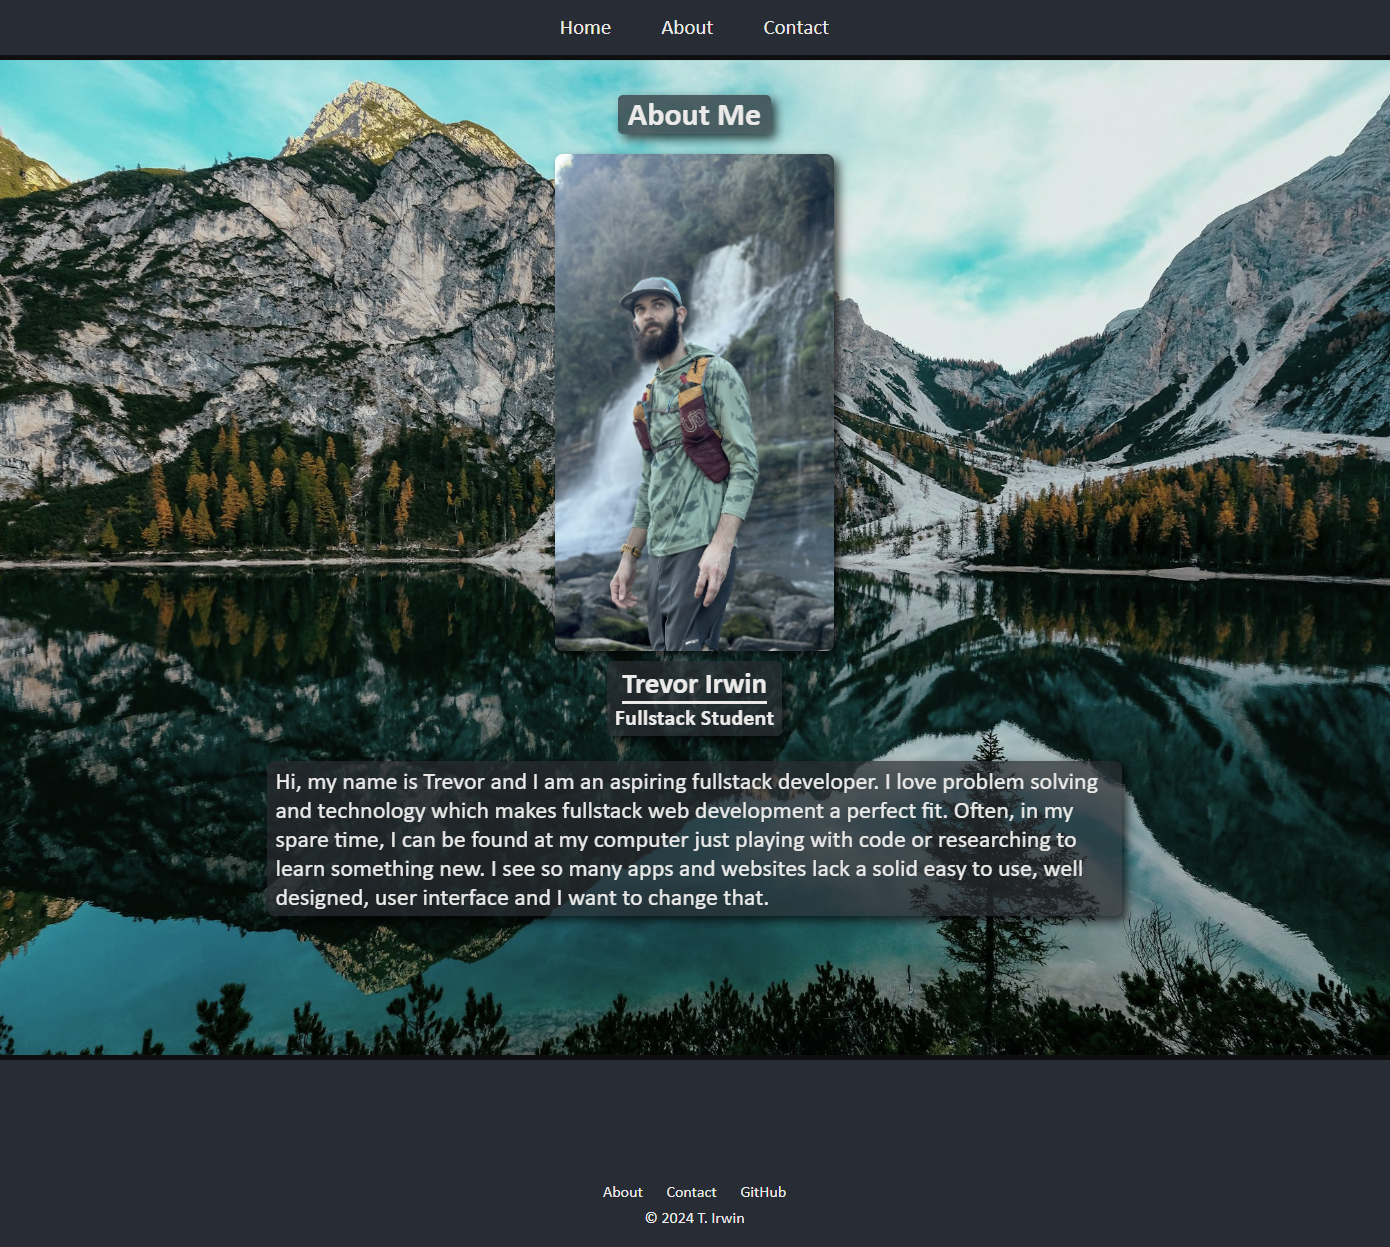 Home About Contact
About Me
Trevor Irwin
Fullstack Student
Hi, my name is Trevor and I am an aspiring fullstack developer. I love problem solving
and technology which makes fullstack web development a perfect fit. Often, in my
spare time, I can be found at my computer just playing with code or researching to
learn something new. I see so many apps and websites lack a solid easy to use, well
designed, user interface and I want to change that.
About Contact GitHub
© 2024 T. Irwin